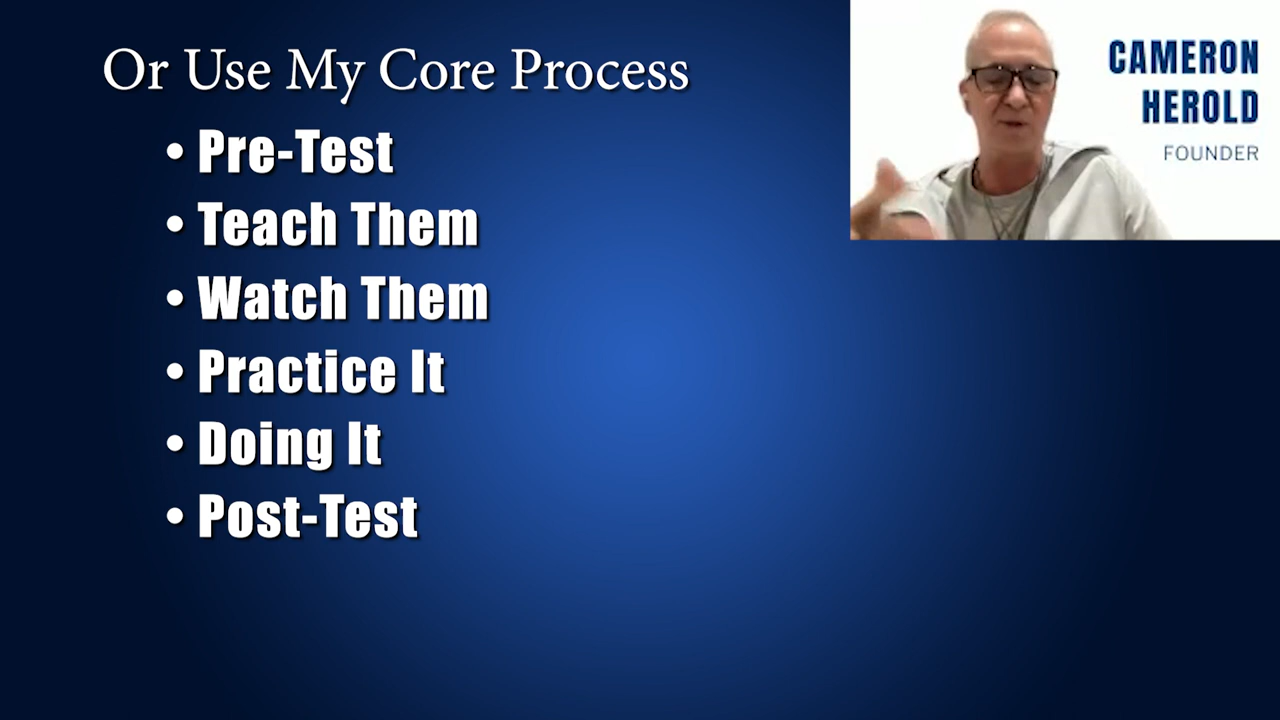 Or Use My Core Process
• Pre-Test
• Teach Them
• Watch Them
• Practice It
• Doing It
• Post-Test
CAMERON
HEROLD
FOUNDER